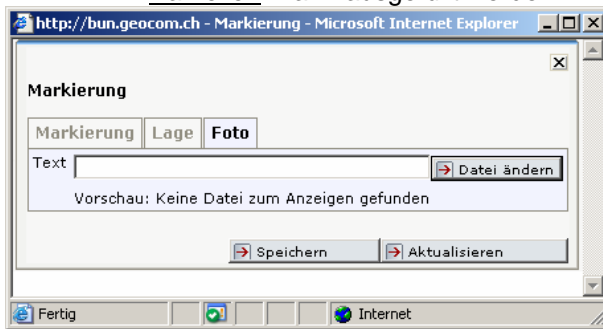 http://bun.geocom.ch - Markierung - Microsoft Internet Explorer
Markierung
Markierung Lage Foto
Text Datei ändern
Vorschau: Keine Datei zum Anzeigen gefunden
Speichern Aktualisieren
Fertig Internet